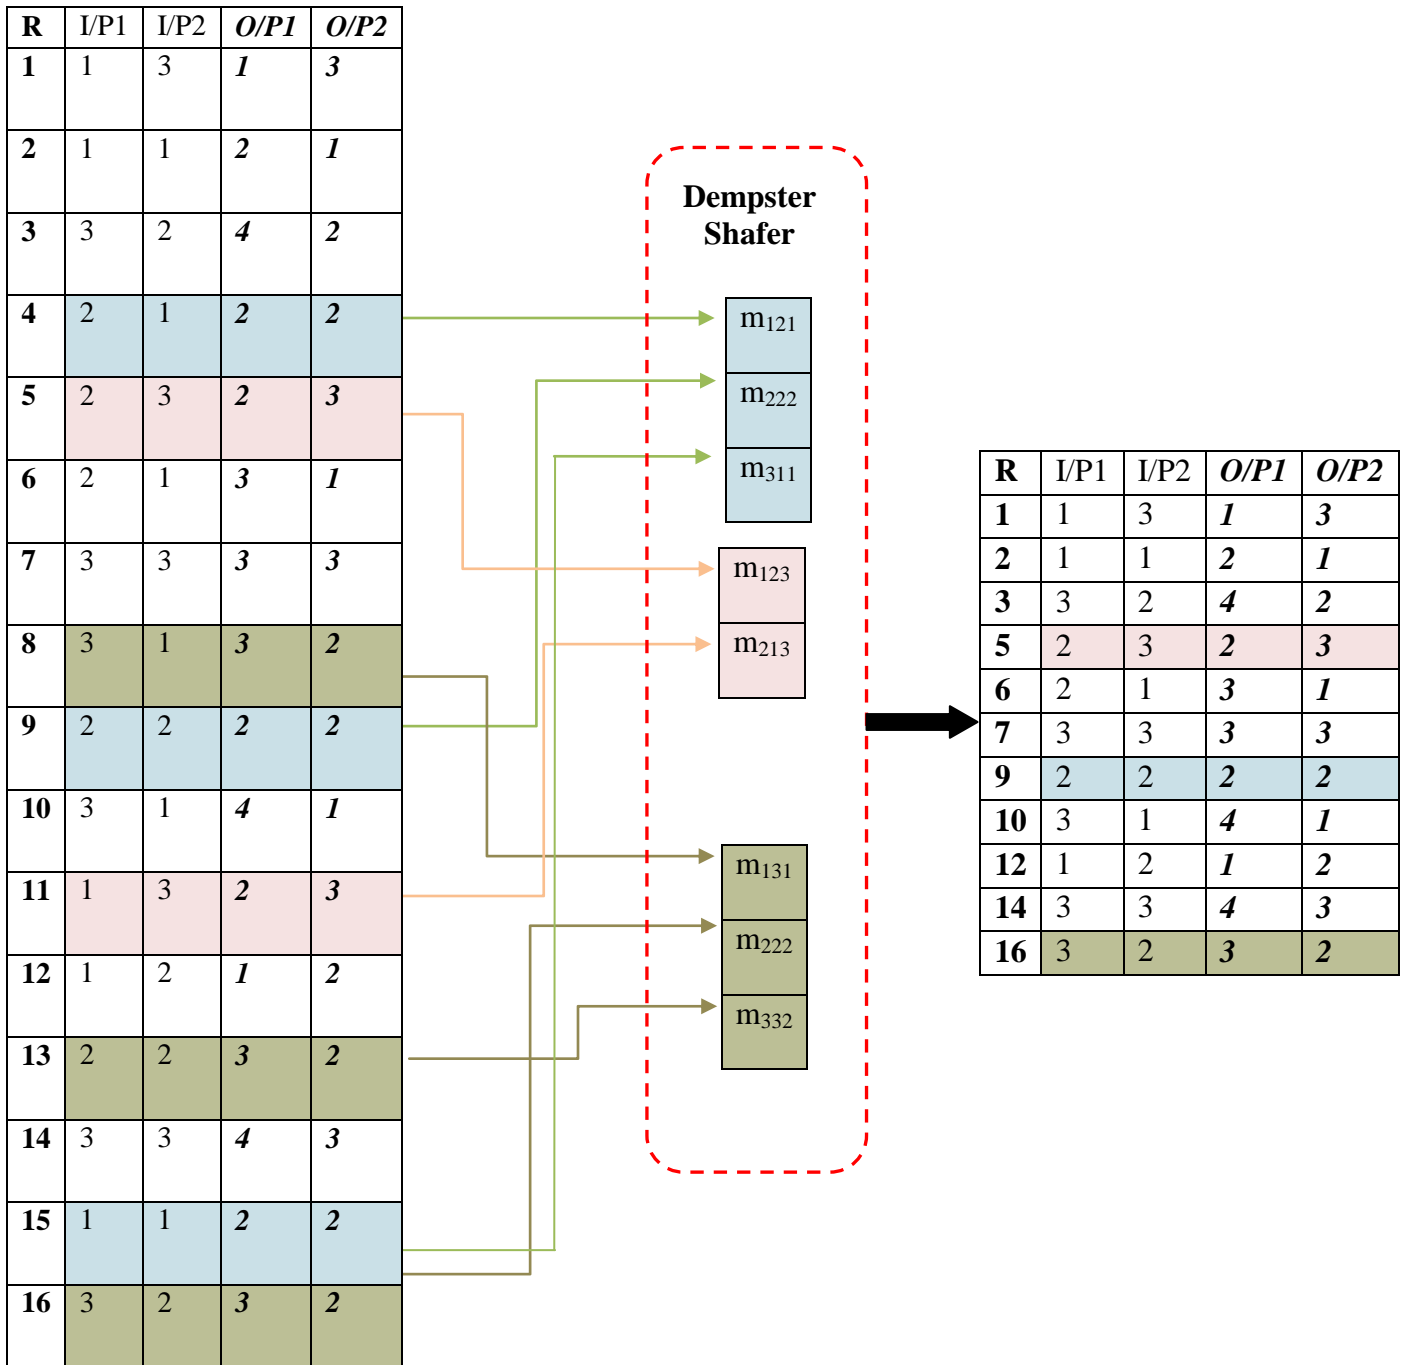 R I/P1 I/P2 O/P1 O/P2
1 1 3 1 3
2 1 1 2 1
3 3 2 4 2
4 2 1 2 2
5 2 3 2 3
6 2 1 3 1
7 3 3 3 3
8 3 1 3 2
9 2 2 2 2
10 3 1 4 1
11 1 3 2 3
12 1 2 1 2
13 2 2 3 2
14 3 3 4 3
15 1 1 2 2
16 3 2 3 2
Dempster
Shafer
m121
m222
m311
m123
m213
m131
m222
m332
R I/P1 I/P2 O/P1 O/P2
1 1 3 1 3
2 1 1 2 1
3 3 2 4 2
5 2 3 2 3
6 2 1 3 1
7 3 3 3 3
9 2 2 2 2
10 3 1 4 1
12 1 2 1 2
14 3 3 4 3
16 3 2 3 2